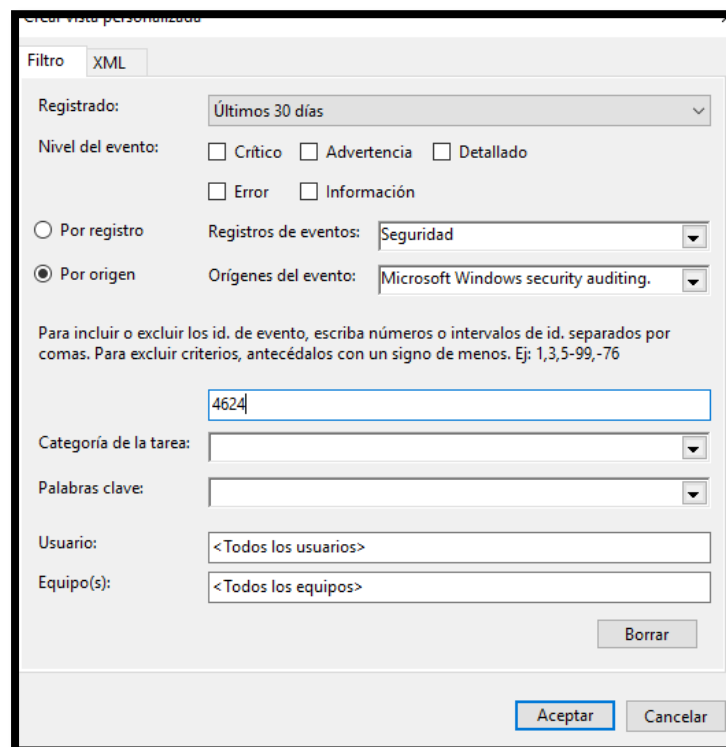 Crear vista personalizada
Filtro XML
Registrado: Últimos 30 días
Nivel del evento: Crítico Advertencia Detallado
Error Información
Por registro Registros de eventos: Seguridad
Por origen Orígenes del evento: Microsoft Windows security auditing.
Para incluir o excluir los id. de evento, escriba números o intervalos de id. separados por
comas. Para excluir criterios, antecédalos con un signo de menos. Ej: 1,3,5-99,-76
4624
Categoría de la tarea:
Palabras clave:
Usuario: <Todos los usuarios>
Equipo(s): <Todos los equipos>
Borrar
Aceptar Cancelar